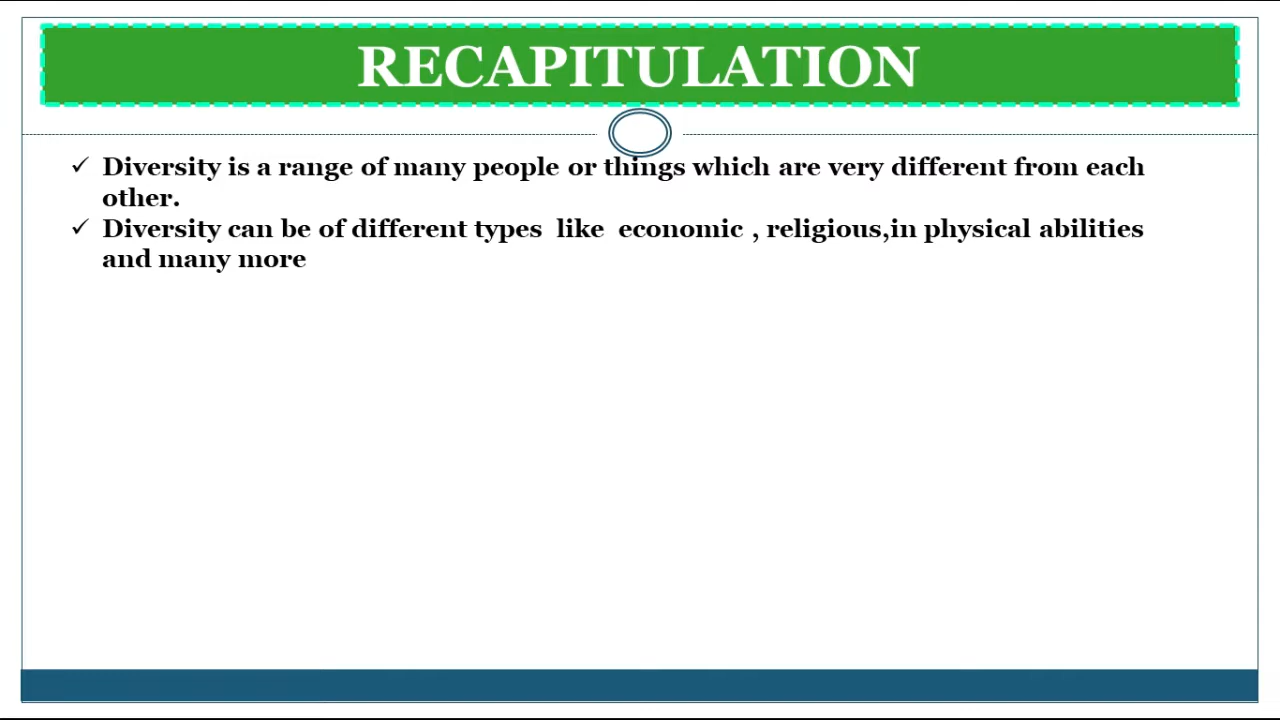 RECAPITULATION
✓ Diversity is a range of many people or things which are very different from each
other.
✓ Diversity can be of different types like economic , religious,in physical abilities
and many more